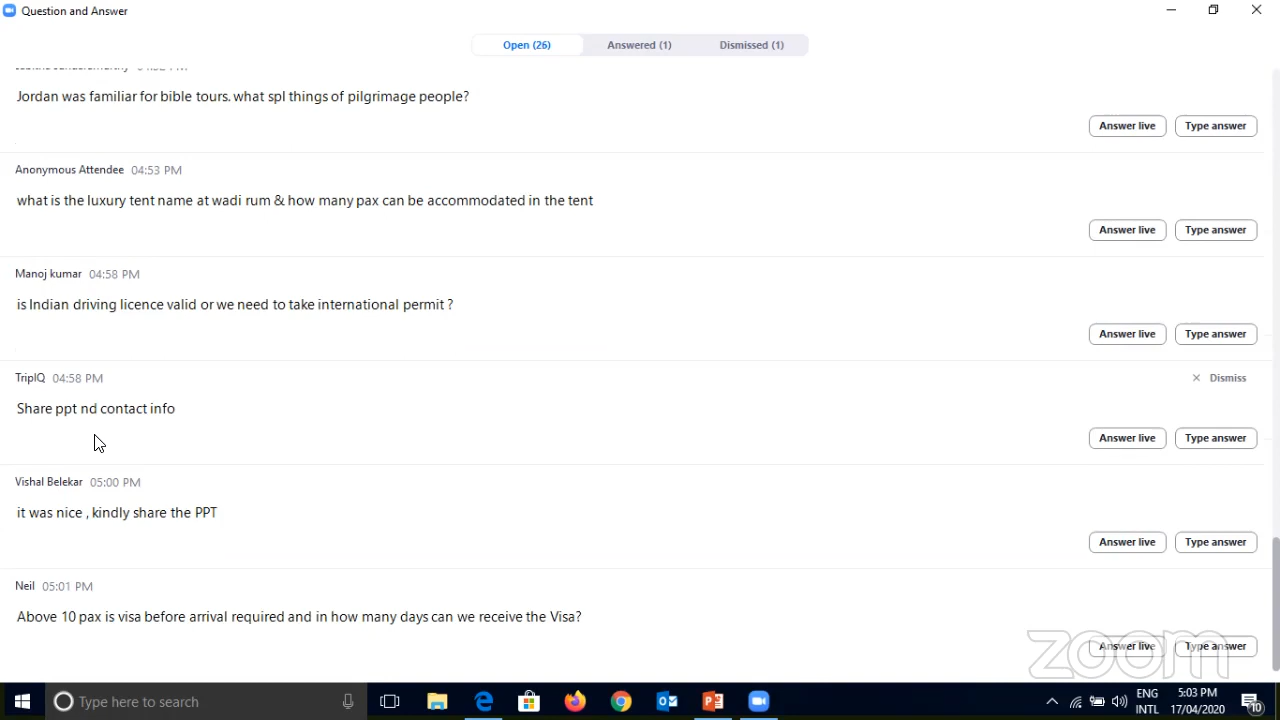 Question and Answer
Open (26)
Answered (1)
Dismissed (1)
Jordan was familiar for bible tours. what spl things of pilgrimage people?
Answer live
Type answer
Anonymous Attendee 04:53 PM
what is the luxury tent name at wadi rum & how many pax can be accommodated in the tent
Answer live
Type answer
Manoj kumar 04:58 PM
is Indian driving licence valid or we need to take international permit ?
Answer live
Type answer
TripIQ 04:58 PM
Dismiss
Share ppt nd contact info
Answer live
Type answer
Vishal Belekar 05:00 PM
it was nice , kindly share the PPT
Answer live
Type answer
Neil 05:01 PM
Above 10 pax is visa before arrival required and in how many days can we receive the Visa?
Answer live
Type answer
zoom
Type here to search
ENG
INTL
5:03 PM
17/04/2020
10